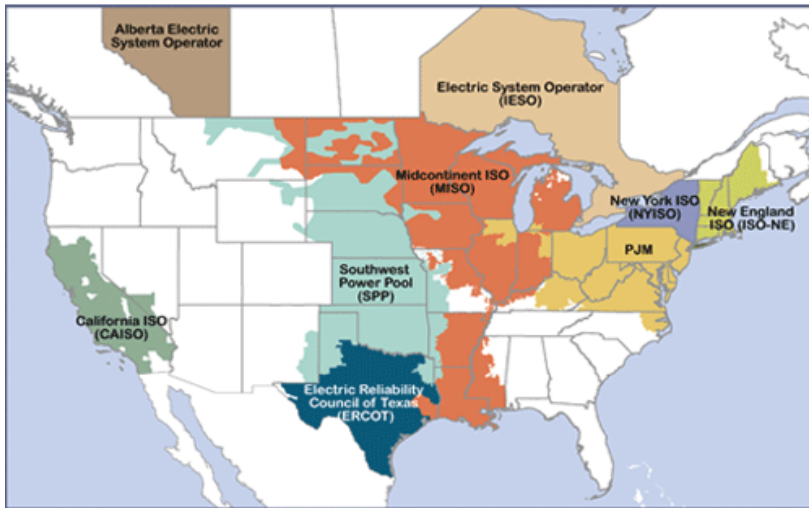 Alberta Electric
System Operator
Electric System Operator
(IESO)
Midcontinent ISO
(MISO)
New York ISO
(NYISO)
New England
ISO (ISO-NE)
PJM
Southwest
Power Pool
(SPP)
California ISO
(CAISO)
Electric Reliability
Council of Texas
(ERCOT)